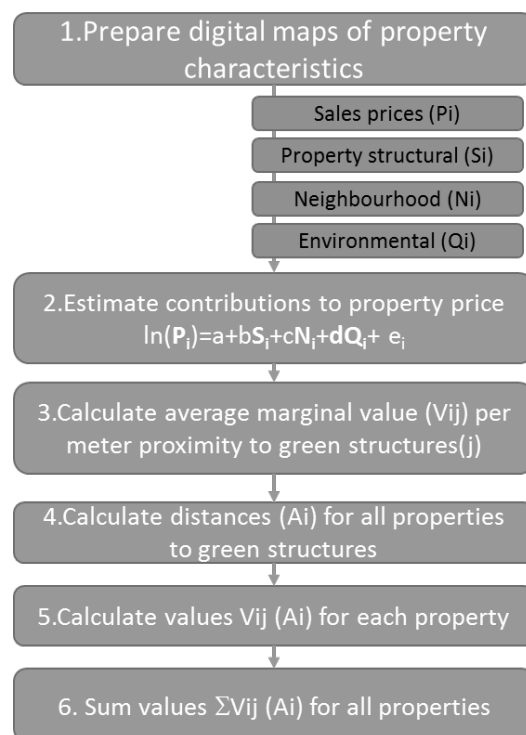 1.Prepare digital maps of property
characteristics
Sales prices (Pi)
Property structural (Si)
Neighbourhood (Ni)
Environmental (Qi)
2.Estimate contributions to property price
ln(Pi)=a+bSi+cNi+dQi+ ei
3.Calculate average marginal value (Vij) per
meter proximity to green structures(j)
4.Calculate distances (Ai) for all properties
to green structures
5.Calculate values Vij (Ai) for each property
6. Sum values ΣVij (Ai) for all properties